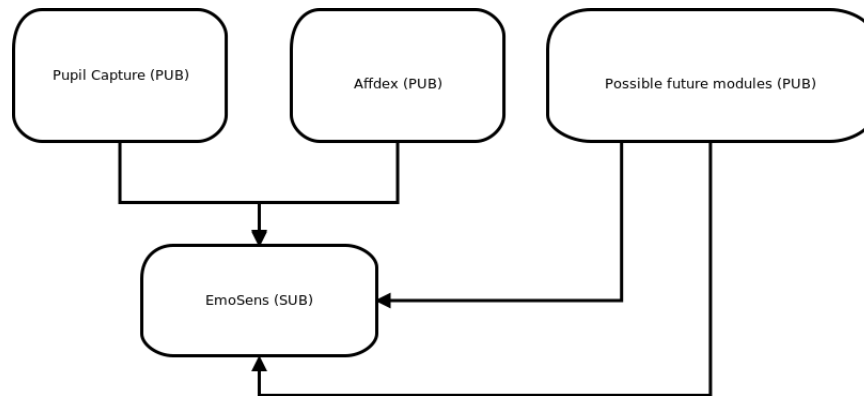 Pupil Capture (PUB)
Affdex (PUB)
Possible future modules (PUB)
EmoSens (SUB)